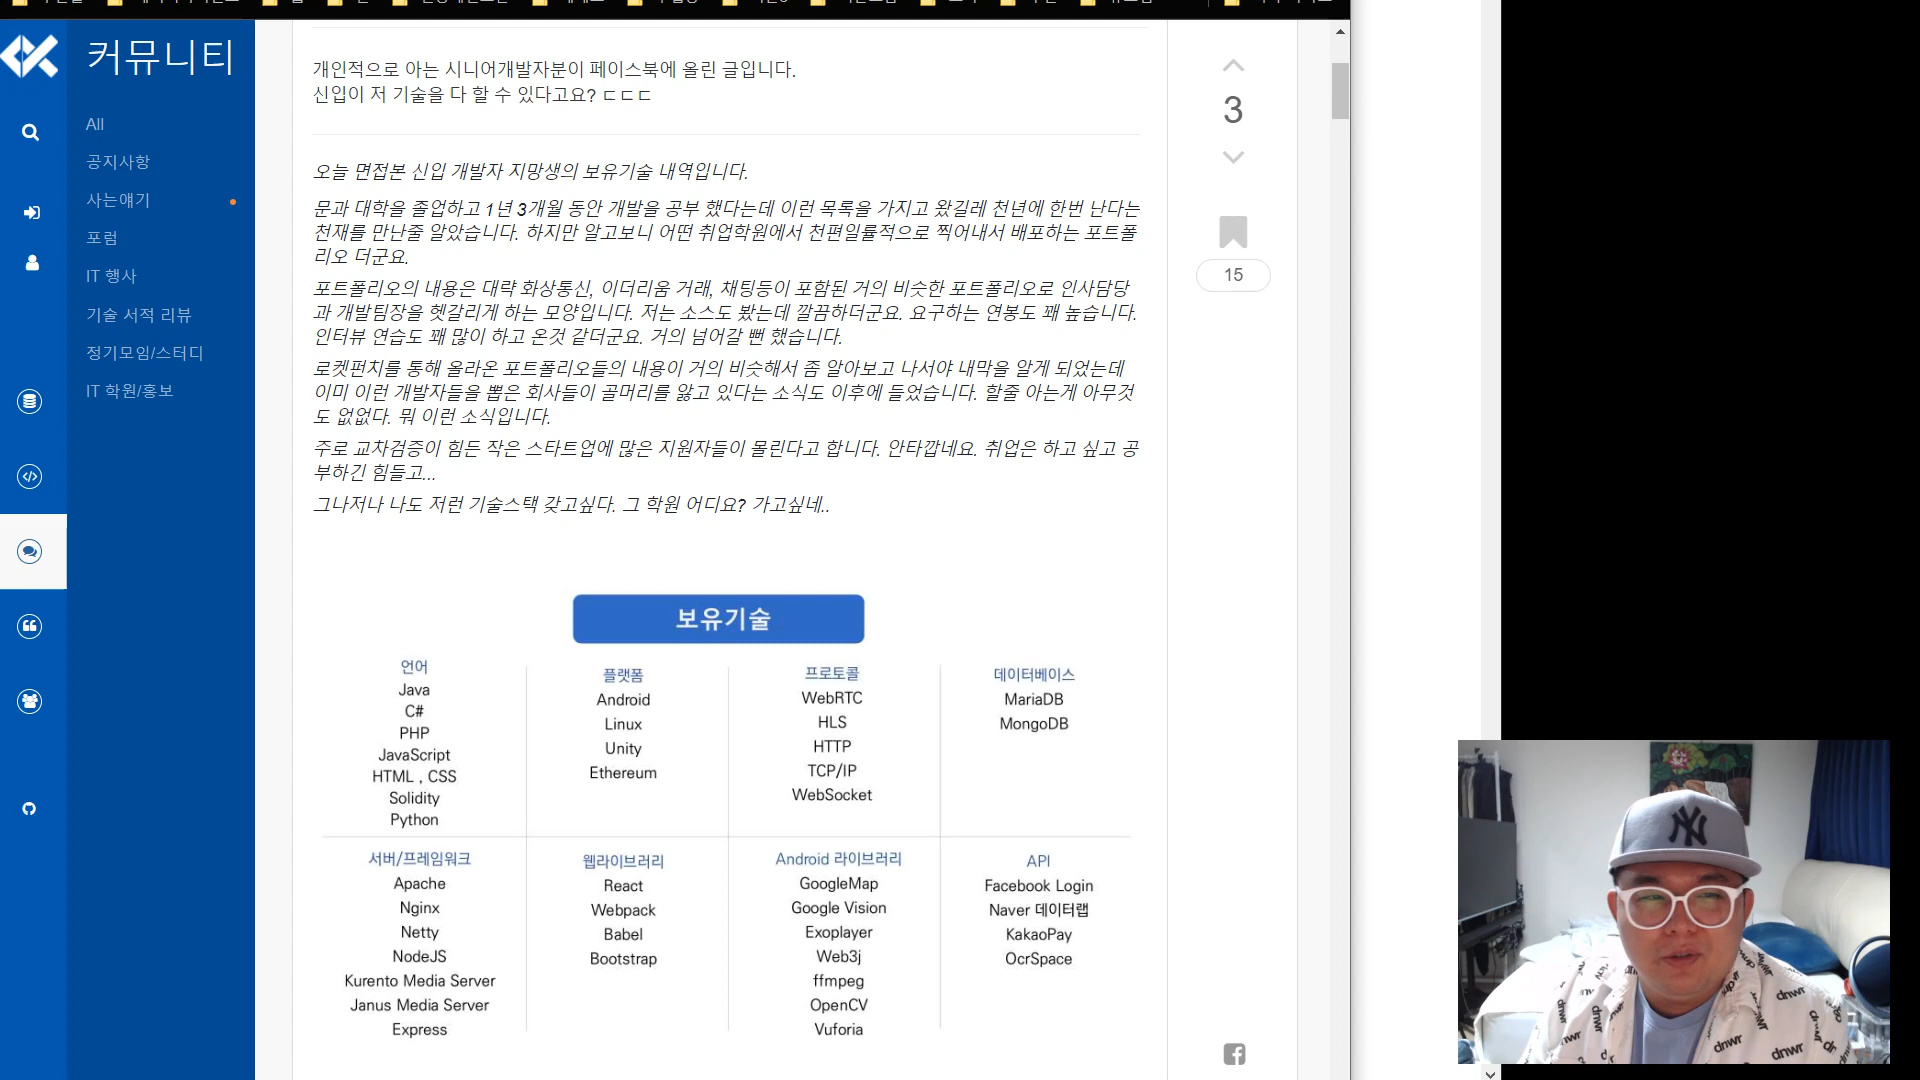 커뮤니티
All
공지사항
사는얘기
포럼
IT 행사
기술 서적 리뷰
정기모임/스터디
IT 학원/홍보
개인적으로 아는 시니어개발자분이 페이스북에 올린 글입니다.
신입이 저 기술을 다 할 수 있다고요? ㄷㄷㄷ
오늘 면접본 신입 개발자 지망생의 보유기술 내역입니다.
문과 대학을 졸업하고 1년 3개월 동안 개발을 공부 했다는데 이런 목록을 가지고 왔길레 천년에 한번 난다는
천재를 만난줄 알았습니다. 하지만 알고보니 어떤 취업학원에서 천편일률적으로 찍어내서 배포하는 포트폴
리오 더군요.
포트폴리오의 내용은 대략 화상통신, 이더리움 거래, 채팅등이 포함된 거의 비슷한 포트폴리오로 인사담당
과 개발팀장을 헷갈리게 하는 모양입니다. 저는 소스도 봤는데 깔끔하더군요. 요구하는 연봉도 꽤 높습니다.
인터뷰 연습도 꽤 많이 하고 온것 같더군요. 거의 넘어갈 뻔 했습니다.
로켓펀치를 통해 올라온 포트폴리오들의 내용이 거의 비슷해서 좀 알아보고 나서야 내막을 알게 되었는데
이미 이런 개발자들을 뽑은 회사들이 골머리를 앓고 있다는 소식도 이후에 들었습니다. 할줄 아는게 아무것
도 없었다. 뭐 이런 소식입니다.
주로 교차검증이 힘든 작은 스타트업에 많은 지원자들이 몰린다고 합니다. 안타깝네요. 취업은 하고 싶고 공
부하긴 힘들고...
그나저나 나도 저런 기술스택 갖고싶다. 그 학원 어디요? 가고싶네..
3
15
보유기술
언어
Java
C#
PHP
JavaScript
HTML , CSS
Solidity
Python
플랫폼
Android
Linux
Unity
Ethereum
프로토콜
WebRTC
HLS
HTTP
TCP/IP
WebSocket
데이터베이스
MariaDB
MongoDB
서버/프레임워크
Apache
Nginx
Netty
NodeJS
Kurento Media Server
Janus Media Server
Express
웹라이브러리
React
Webpack
Babel
Bootstrap
Android 라이브러리
GoogleMap
Google Vision
Exoplayer
Web3j
ffmpeg
OpenCV
Vuforia
API
Facebook Login
Naver 데이터랩
KakaoPay
OcrSpace
NY
dnwr
dnwr
dnwr
dnwr
dnwr